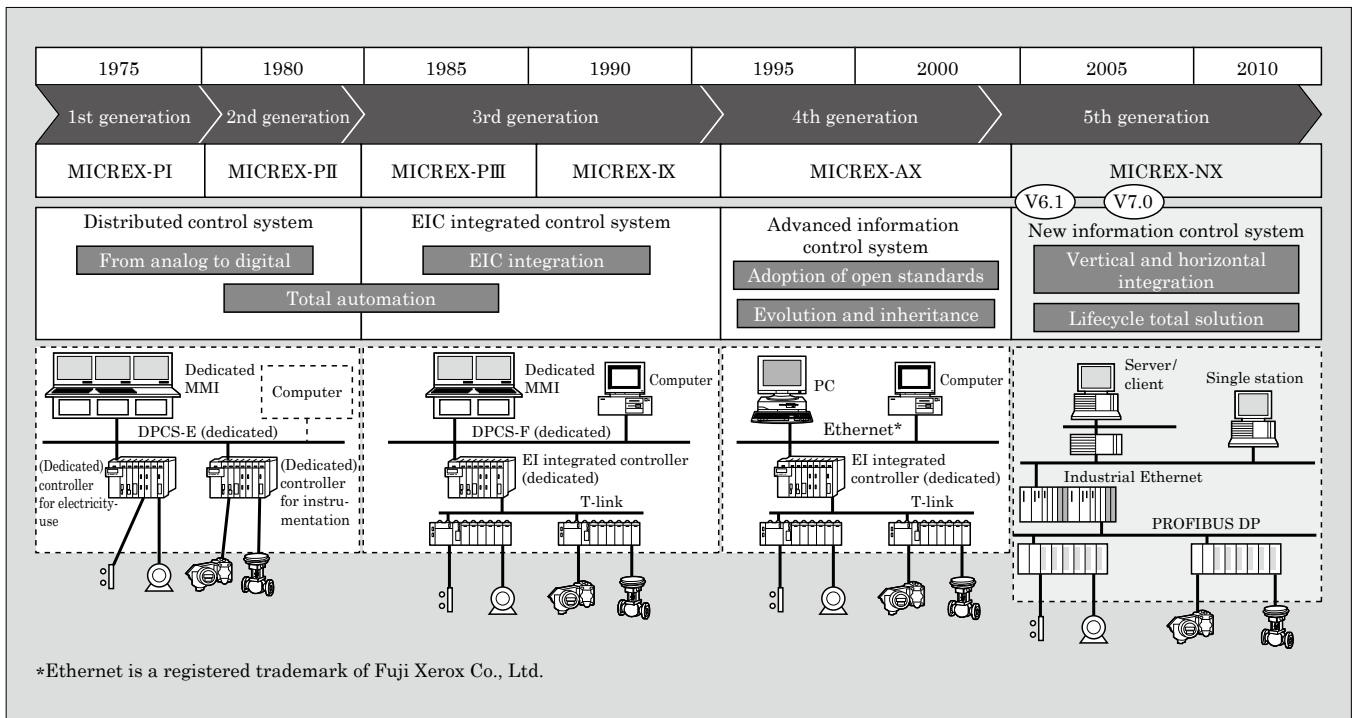 1975
1980
1985
1990
1995
2000
2005
2010
1st generation
2nd generation
3rd generation
4th generation
5th generation
MICREX-PⅠ
MICREX-PⅡ
MICREX-PⅢ
MICREX-Ⅸ
MICREX-AX
MICREX-NX
V6.1
V7.0
Distributed control system
From analog to digital
Total automation
EIC integrated control system
EIC integration
Advanced information
control system
Adoption of open standards
Evolution and inheritance
New information control system
Vertical and horizontal
integration
Lifecycle total solution
Dedicated
MMI
Computer
DPCS-E (dedicated)
(Dedicated)
controller
for electricity-
use
(Dedicated)
controller
for instru-
mentation
Dedicated
MMI
Computer
DPCS-F (dedicated)
EI integrated controller
(dedicated)
T-link
PC
Computer
Ethernet*
EI integrated
controller (dedicated)
T-link
Server/
client
Single station
Industrial Ethernet
PROFIBUS DP
*Ethernet is a registered trademark of Fuji Xerox Co., Ltd.